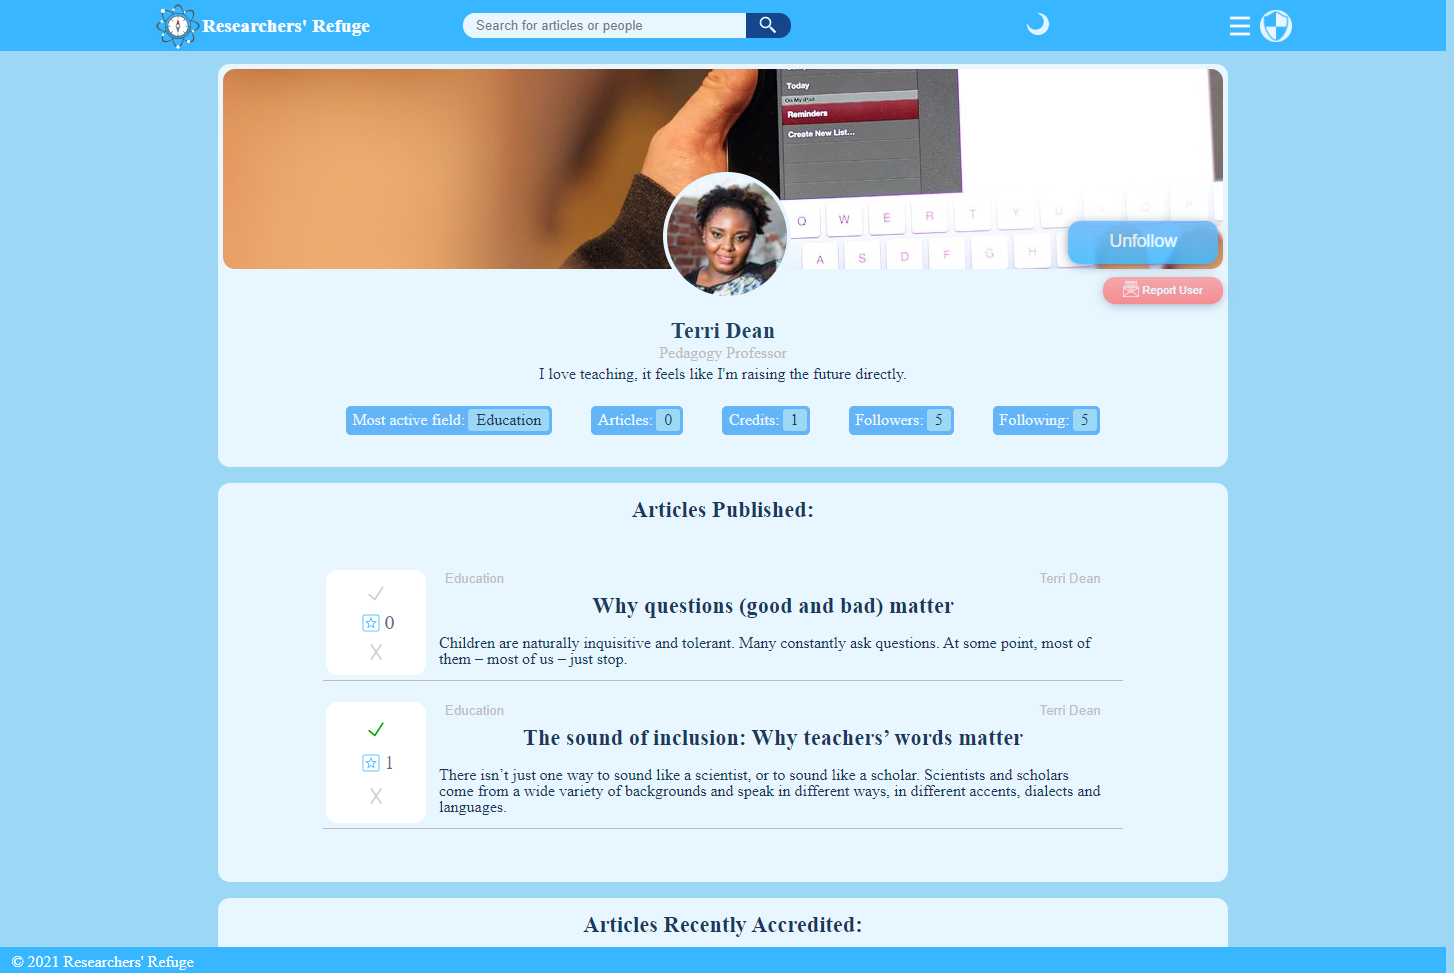 Researchers' Refuge
Search for articles or people
Today
On My iPad
Reminders
Create New List...
Q W E R T Y U I O P
A S D F G H
Unfollow
Report User
Terri Dean
Pedagogy Professor
I love teaching, it feels like I'm raising the future directly.
Most active field: Education Articles: 0 Credits: 1 Followers: 5 Following: 5
Articles Published:
Education Terri Dean
Why questions (good and bad) matter
0
Children are naturally inquisitive and tolerant. Many constantly ask questions. At some point, most of
them – most of us – just stop.
Education Terri Dean
The sound of inclusion: Why teachers’ words matter
1
There isn’t just one way to sound like a scientist, or to sound like a scholar. Scientists and scholars
come from a wide variety of backgrounds and speak in different ways, in different accents, dialects and
languages.
Articles Recently Accredited:
© 2021 Researchers' Refuge